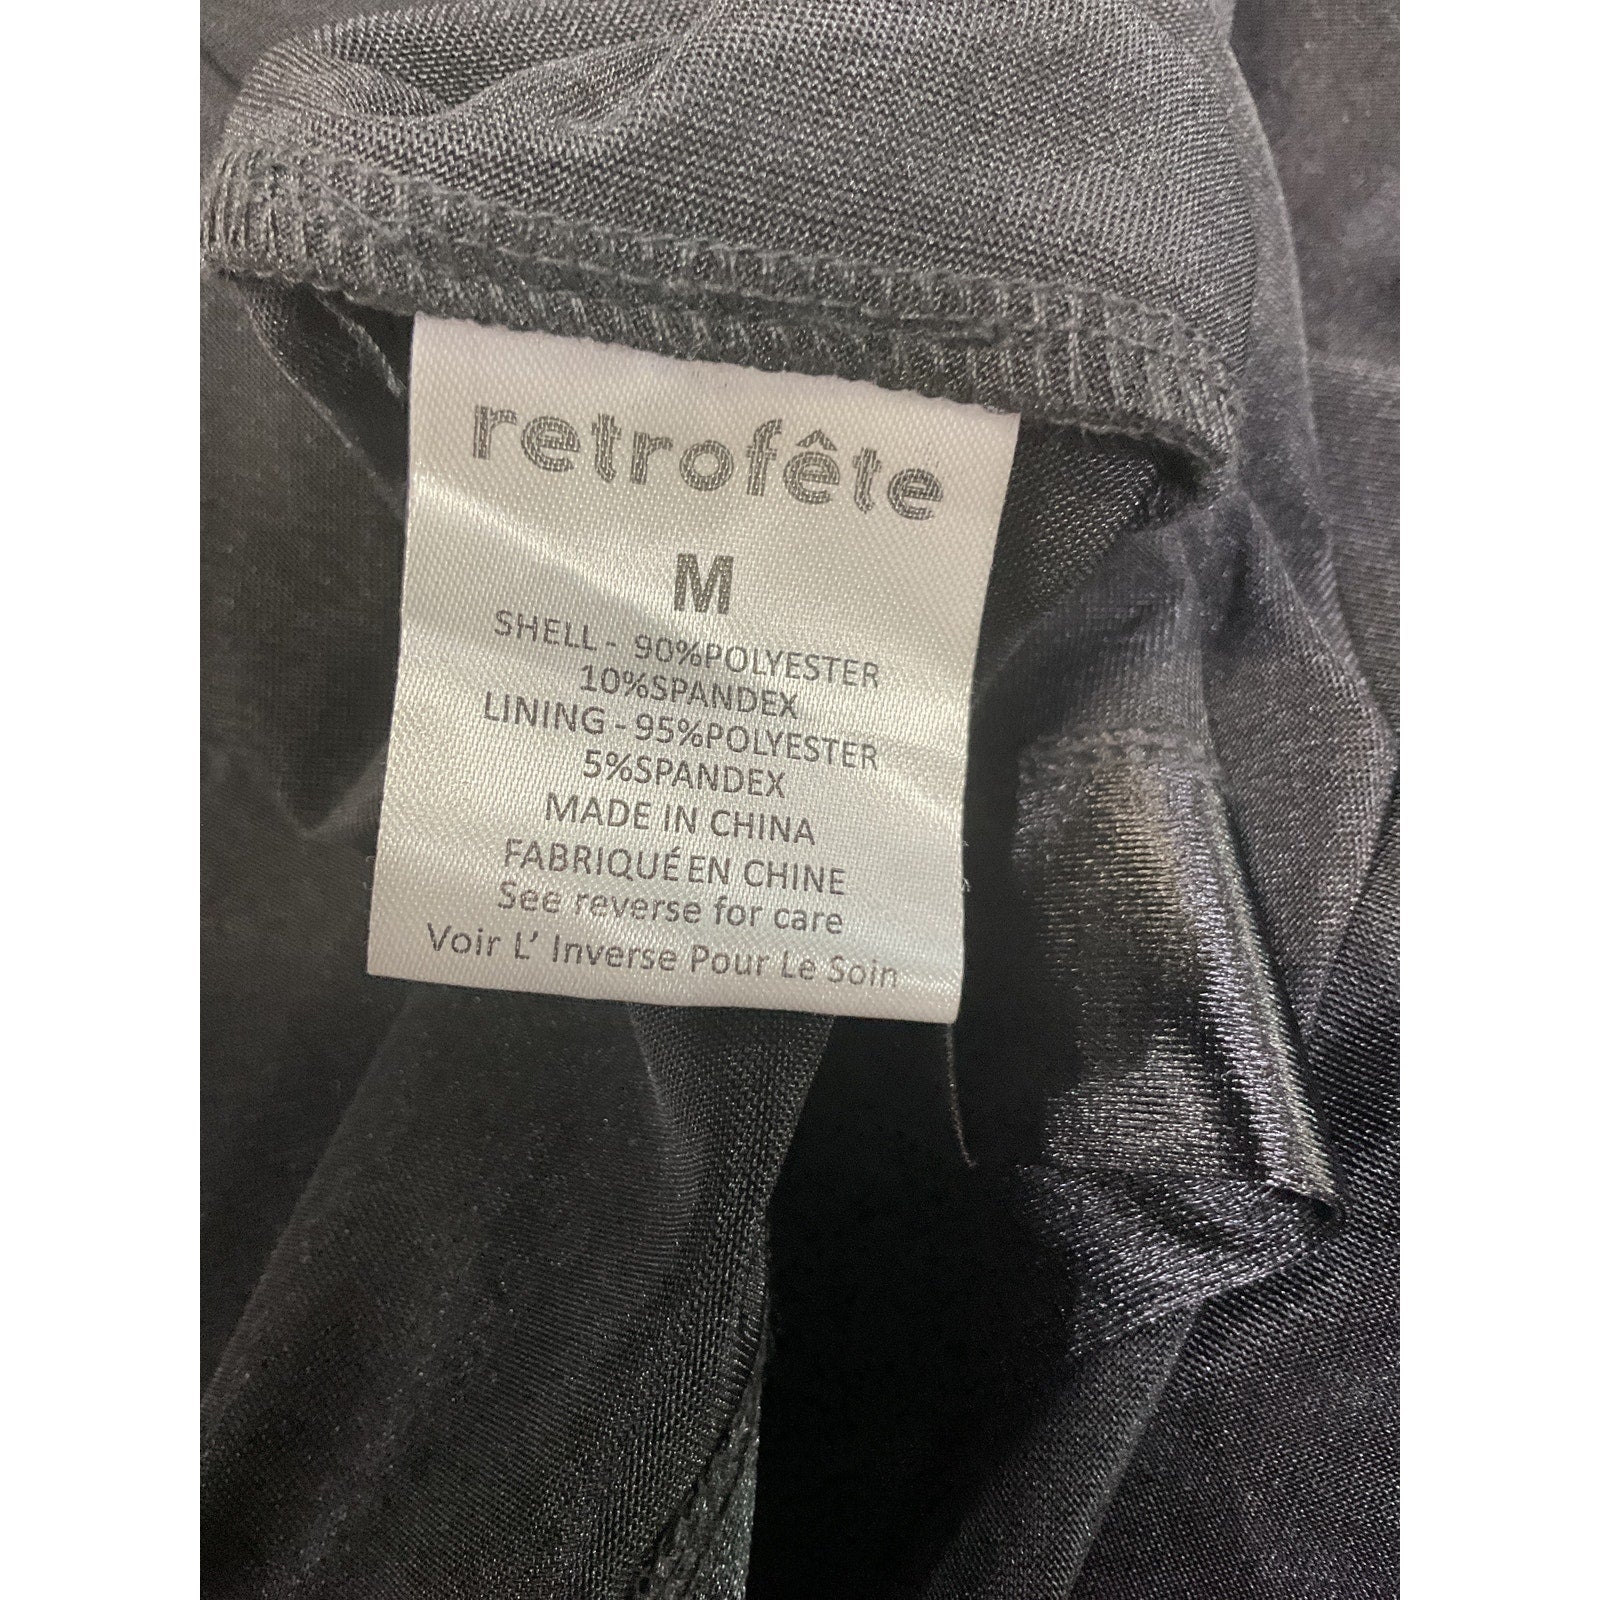 retrofête
M
SHELL - 90%POLYESTER
10%SPANDEX
LINING - 95%POLYESTER
5%SPANDEX
MADE IN CHINA
FABRIQUÉ EN CHINE
See reverse for care
Voir L' Inverse Pour Le Soin